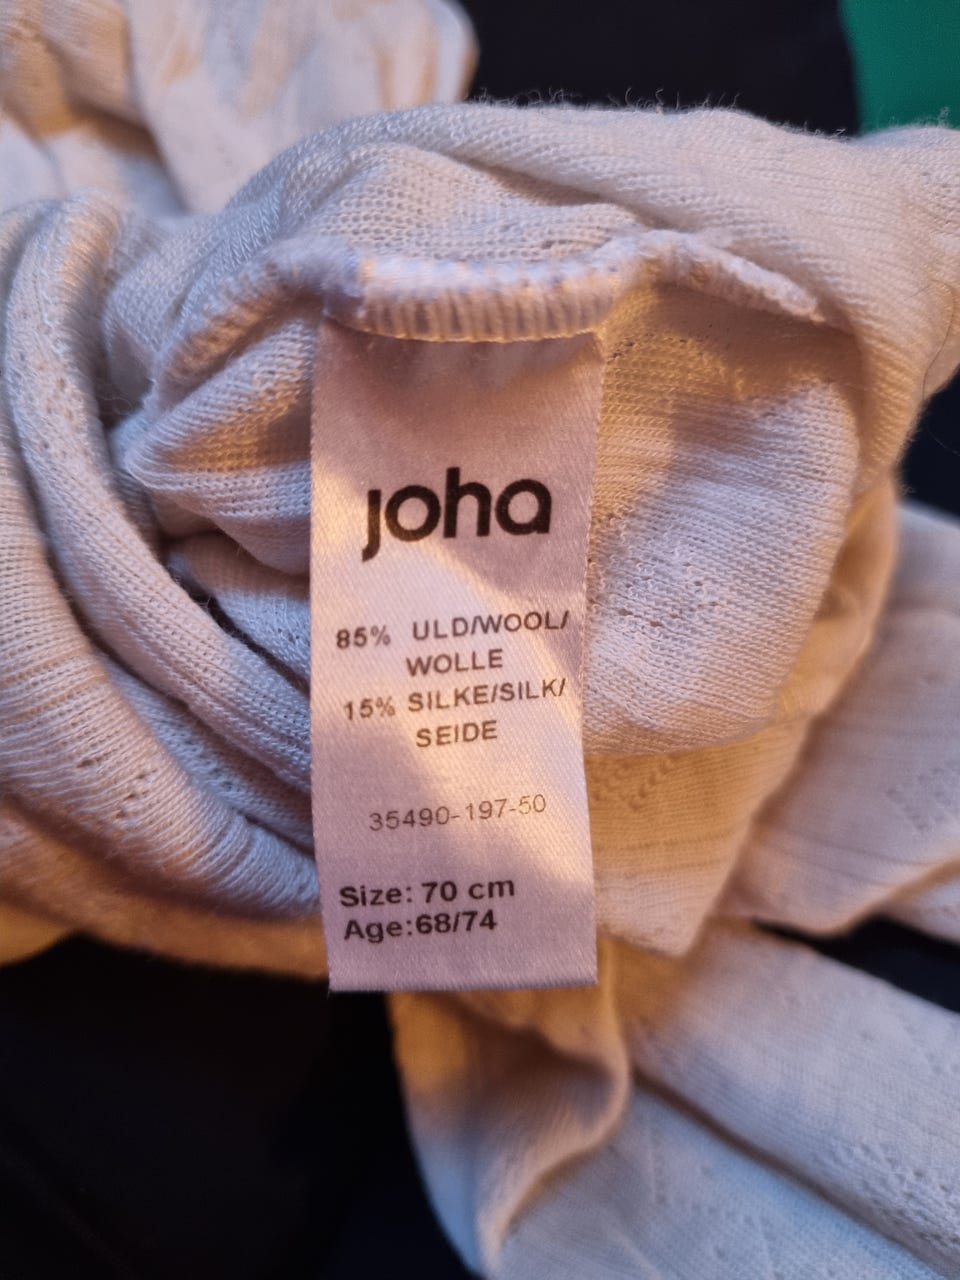 joha
85% ULD/WOOL/
WOLLE
15% SILKE/SILK/
SEIDE
35490-197-50
Size: 70 cm
Age:68/74